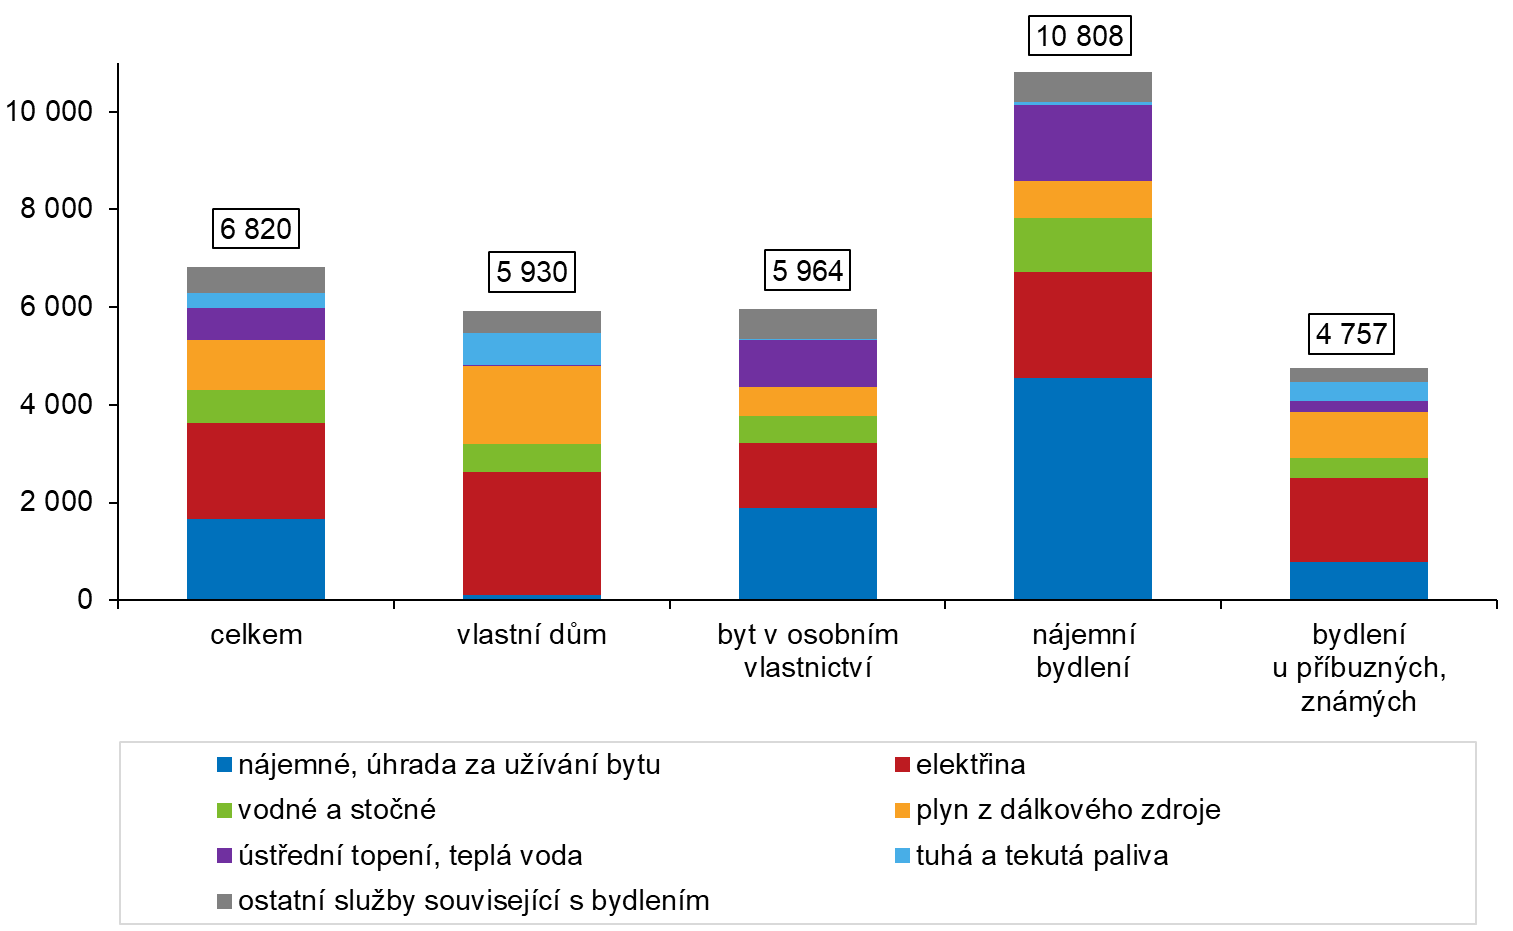 10 808
10 000
8 000
6 820
5 930
5 964
6 000
4 757
4 000
2 000
0
celkem
vlastní dům
byt v osobním
vlastnictví
nájemní
bydlení
bydlení
u příbuzných,
známých
nájemné, úhrada za užívání bytu
elektřina
vodné a stočné
plyn z dálkového zdroje
ústřední topení, teplá voda
tuhá a tekutá paliva
ostatní služby související s bydlením